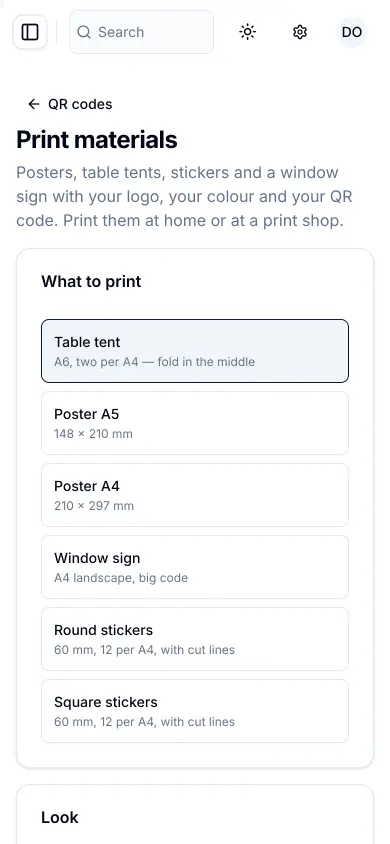 Search
DO
QR codes
Print materials
Posters, table tents, stickers and a window
sign with your logo, your colour and your QR
code. Print them at home or at a print shop.
What to print
Table tent
A6, two per A4 — fold in the middle
Poster A5
148 × 210 mm
Poster A4
210 × 297 mm
Window sign
A4 landscape, big code
Round stickers
60 mm, 12 per A4, with cut lines
Square stickers
60 mm, 12 per A4, with cut lines
Look